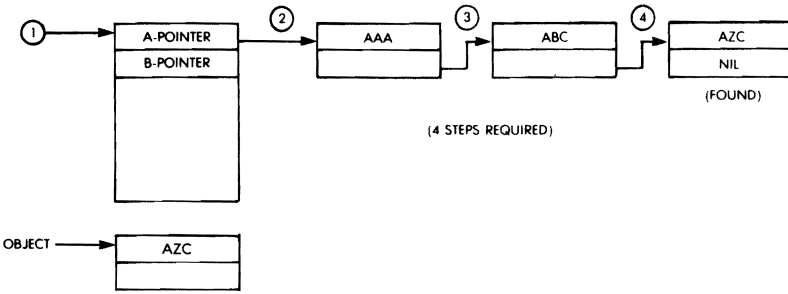 1
2
3
4
A-POINTER
AAA
ABC
AZC
B-POINTER
NIL
(FOUND)
(4 STEPS REQUIRED)
OBJECT
AZC